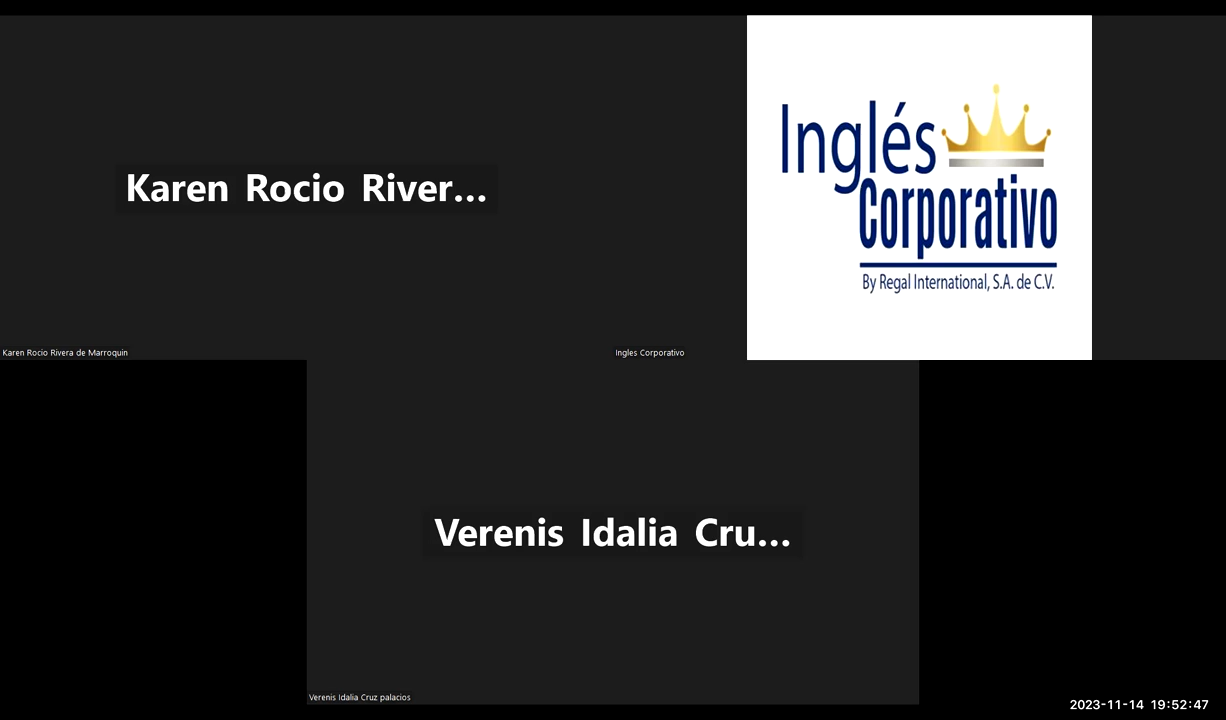 Karen Rocio River...
Inglés
Corporativo
By Regal International, S.A. de C.V.
Karen Rocio Rivera de Marroquin
Ingles Corporativo
Verenis Idalia Cru...
Verenis Idalia Cruz palacios
2023-11-14 19:52:47